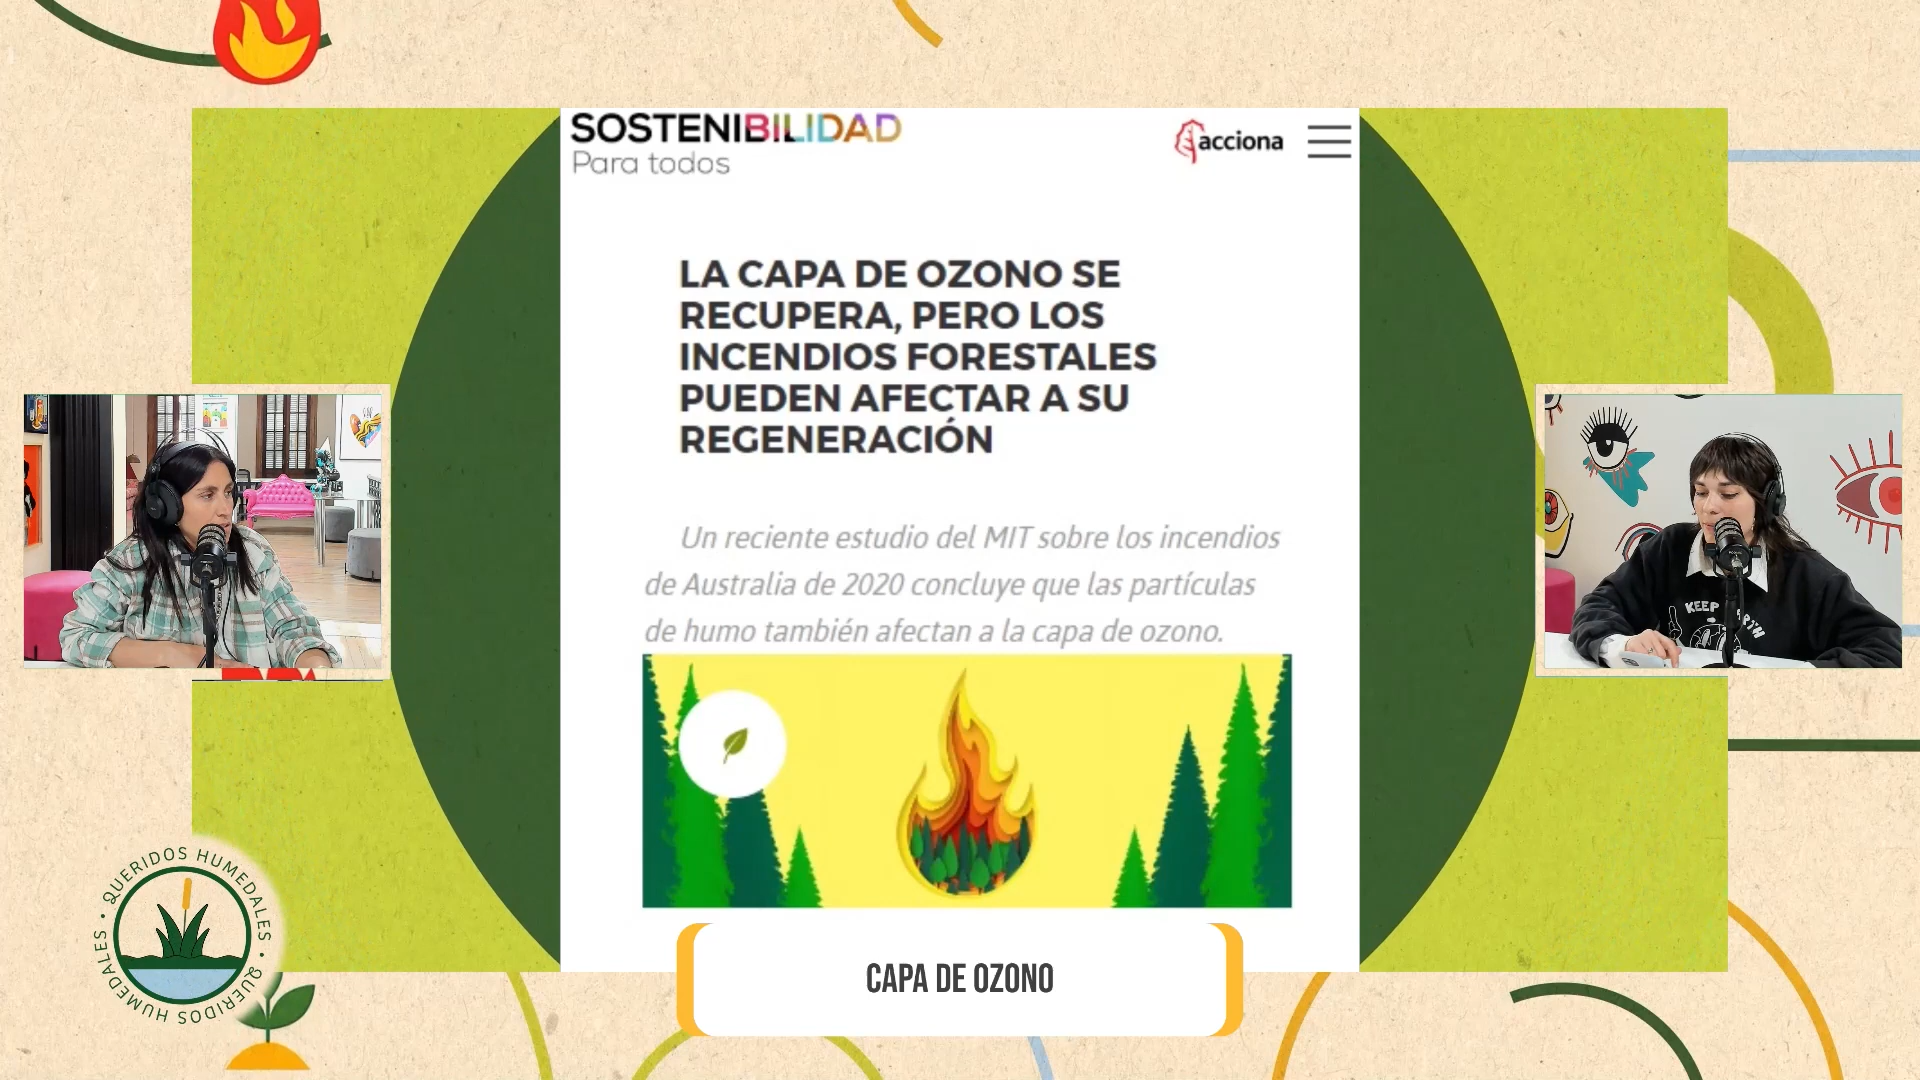 SOSTENIBILIDAD
Para todos
acciona
LA CAPA DE OZONO SE
RECUPERA, PERO LOS
INCENDIOS FORESTALES
PUEDEN AFECTAR A SU
REGENERACIÓN
Un reciente estudio del MIT sobre los incendios
de Australia de 2020 concluye que las partículas
de humo también afectan a la capa de ozono.
KEEP
QUERIDOS HUMEDALES • QUERIDOS HUMEDALES •
CAPA DE OZONO